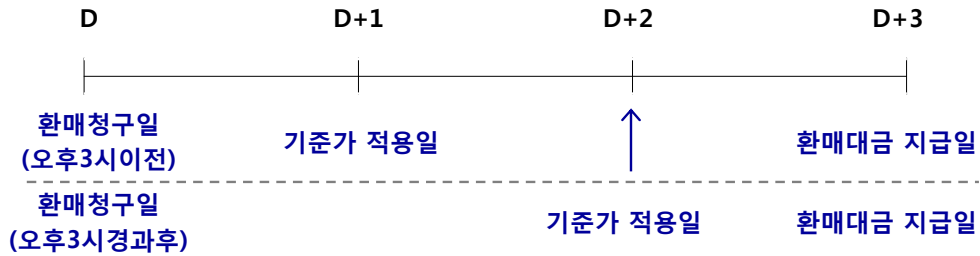 D D+1 D+2 D+3
환매청구일
(오후3시이전)
기준가 적용일
환매대금 지급일
환매청구일
(오후3시경과후)
기준가 적용일
환매대금 지급일